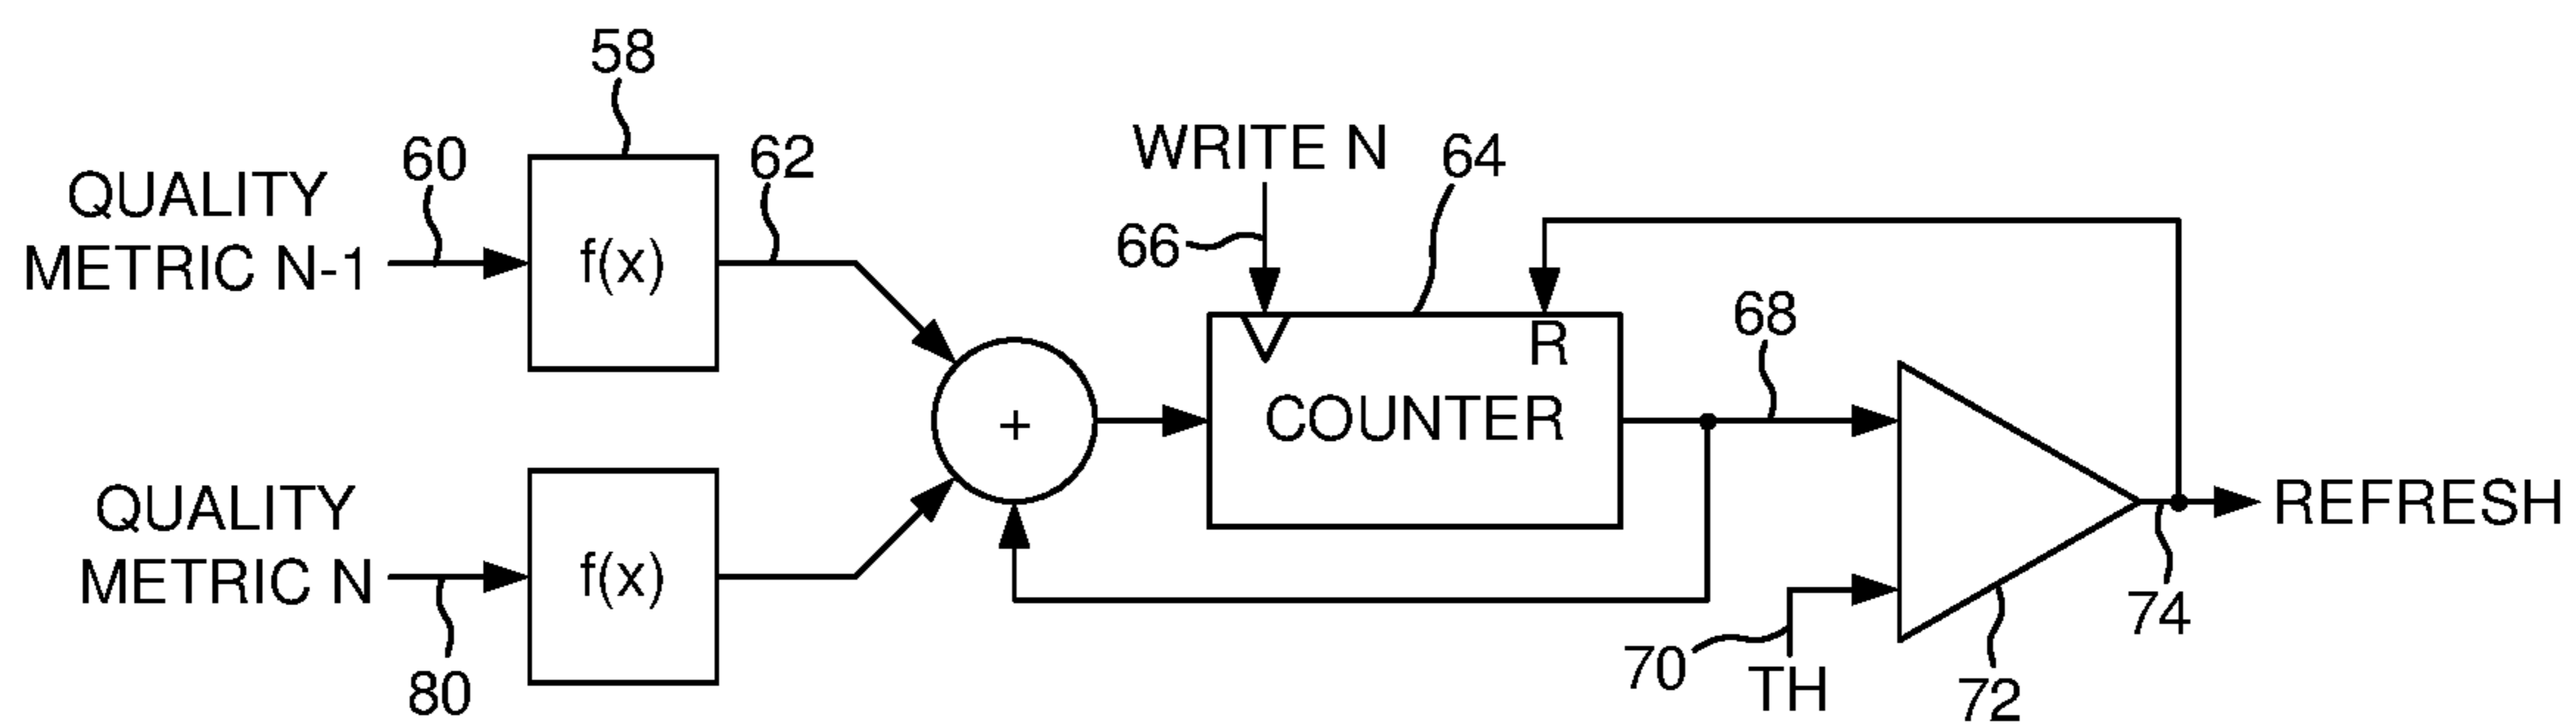 58
60
62
QUALITY
METRIC N-1
f(x)
WRITE N
64
66
R
68
COUNTER
+
QUALITY
METRIC N
f(x)
80
REFRESH
74
70
TH
72